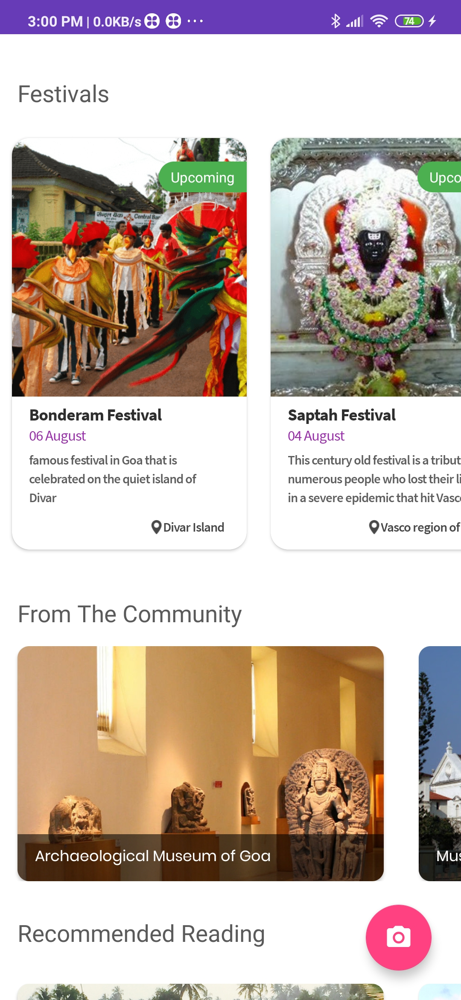 3:00 PM | 0.0KB/s ...
74
Festivals
Upcoming
Upco
सेन्ट्रल बैंक Central Ban
Bonderam Festival
06 August
famous festival in Goa that is
celebrated on the quiet island of
Divar
Divar Island
Saptah Festival
04 August
This century old festival is a tribut
numerous people who lost their li
in a severe epidemic that hit Vasc
Vasco region of
From The Community
Archaeological Museum of Goa
Mus
Recommended Reading